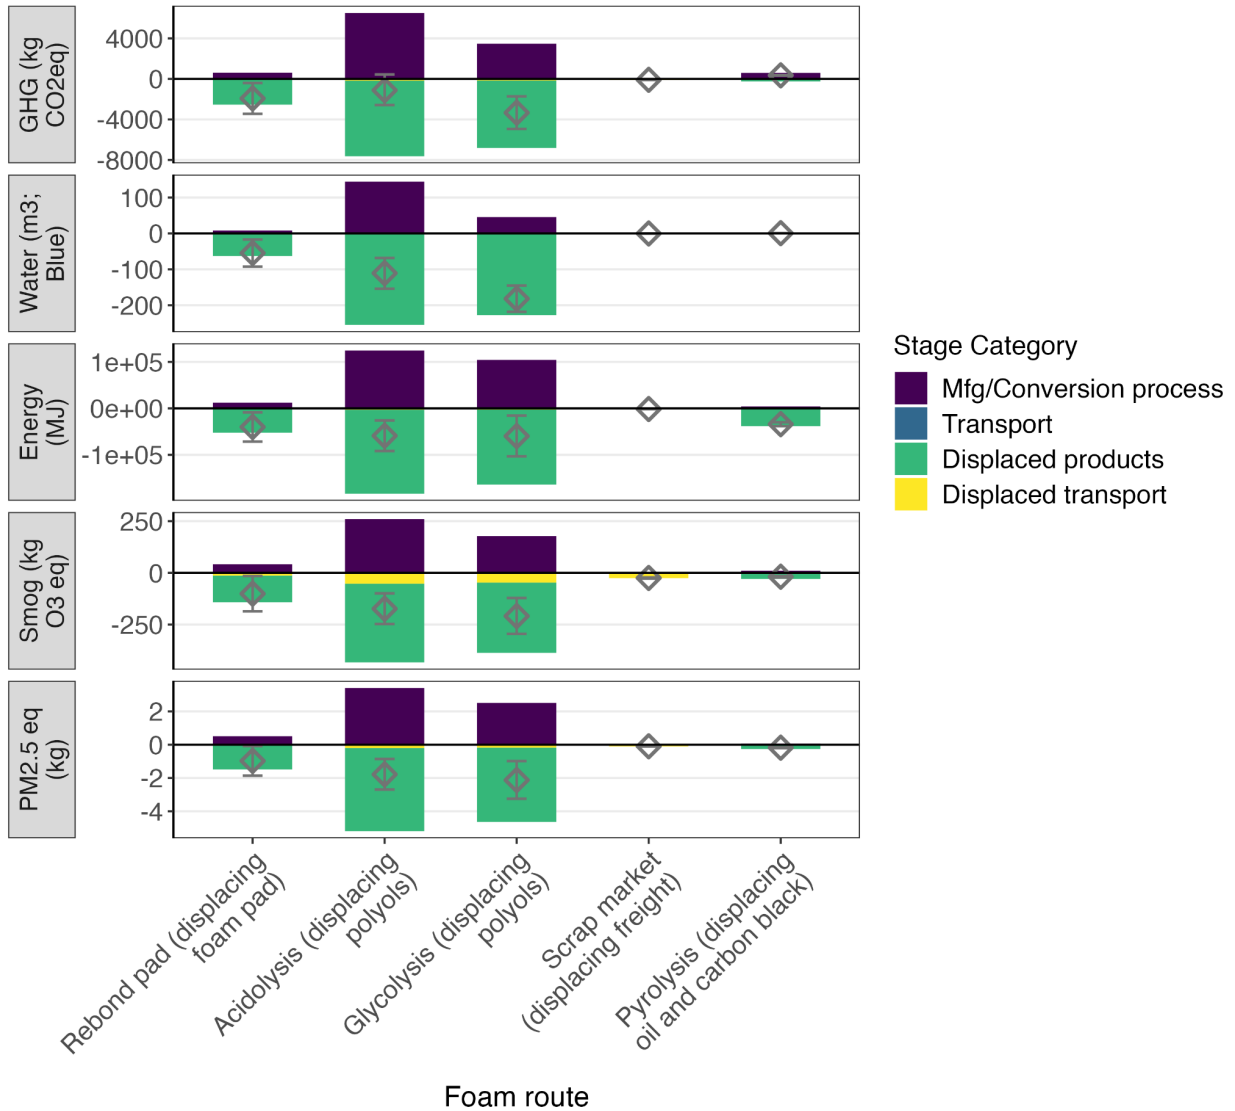 GHG (kg
CO2eq)
4000
0
-4000
-8000
Water (m3;
Blue)
100
0
-100
-200
Energy
(MJ)
1e+05
0e+00
-1e+05
Smog (kg
O3 eq)
250
0
-250
PM2.5 eq
(kg)
2
0
-2
-4
Rebond pad (displacing
foam pad)
Acidolysis (displacing
polyols)
Glycolysis (displacing
polyols)
Scrap market
(displacing freight)
Pyrolysis (displacing
oil and carbon black)
Foam route
Stage Category
Mfg/Conversion process
Transport
Displaced products
Displaced transport